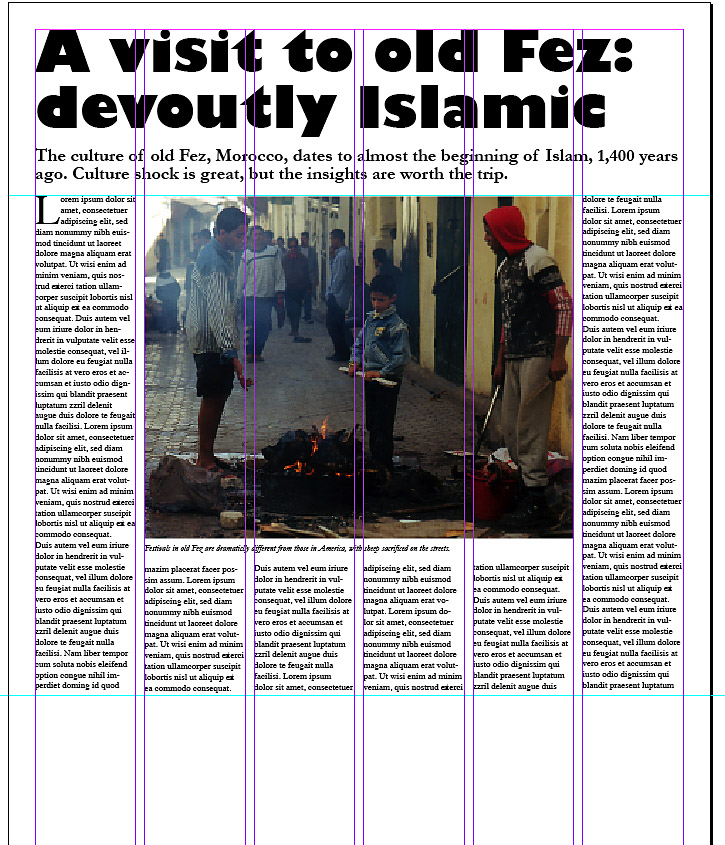 A visit to old Fez:
devoutly Islamic
The culture of old Fez, Morocco, dates to almost the beginning of Islam, 1,400 years
ago. Culture shock is great, but the insights are worth the trip.
Lorem ipsum dolor sit
amet, consectetuer
adipiscing elit, sed
diam nonummy nibh euis-
mod tincidunt ut laoreet
dolore magna aliquam erat
volutpat. Ut wisi enim ad
minim veniam, quis nos-
trud exerci tation ullam-
corper suscipit lobortis nisl
ut aliquip ex ea commodo
consequat. Duis autem vel
eum iriure dolor in hen-
drerit in vulputate velit esse
molestie consequat, vel il-
lum dolore eu feugiat nulla
facilisis at vero eros et ac-
cumsan et iusto odio dign-
issim qui blandit praesent
luptatum zzril delenit
augue duis dolore te feugait
nulla facilisi. Lorem ipsum
dolor sit amet, consectetuer
adipiscing elit, sed diam
nonummy nibh euismod
tincidunt ut laoreet dolore
magna aliquam erat volut-
pat. Ut wisi enim ad minim
veniam, quis nostrud exerci
tation ullamcorper suscipit
lobortis nisl ut aliquip ex ea
commodo consequat.
Duis autem vel eum iriure
dolor in hendrerit in vul-
putate velit esse molestie
consequat, vel illum dolore
eu feugiat nulla facilisis at
vero eros et accumsan et
iusto odio dignissim qui
blandit praesent luptatum
zzril delenit augue duis
dolore te feugait nulla
facilisi. Nam liber tempor
cum soluta nobis eleifend
option congue nihil im-
perdiet doming id quod
Festivals in old Fez are dramatically different from those in America, with sheep sacrificed on the streets.
mazim placerat facer pos-
sim assum. Lorem ipsum
dolor sit amet, consectetuer
adipiscing elit, sed diam
nonummy nibh euismod
tincidunt ut laoreet dolore
magna aliquam erat volut-
pat. Ut wisi enim ad minim
veniam, quis nostrud exerci
tation ullamcorper suscipit
lobortis nisl ut aliquip ex
ea commodo consequat.
Duis autem vel eum iriure
dolor in hendrerit in vul-
putate velit esse molestie
consequat, vel illum dolore
eu feugiat nulla facilisis at
vero eros et accumsan et
iusto odio dignissim qui
blandit praesent luptatum
zzril delenit augue duis
dolore te feugait nulla
facilisi. Lorem ipsum
dolor sit amet, consectetuer
adipiscing elit, sed diam
nonummy nibh euismod
tincidunt ut laoreet dolore
magna aliquam erat vo-
lutpat. Lorem ipsum do-
lor sit amet, consectetuer
adipiscing elit, sed diam
nonummy nibh euismod
tincidunt ut laoreet dolore
magna aliquam erat volut-
pat. Ut wisi enim ad minim
veniam, quis nostrud exerci
tation ullamcorper suscipit
lobortis nisl ut aliquip ex
ea commodo consequat.
Duis autem vel eum iriure
dolor in hendrerit in vul-
putate velit esse molestie
consequat, vel illum dolore
eu feugiat nulla facilisis at
vero eros et accumsan et
iusto odio dignissim qui
blandit praesent luptatum
zzril delenit augue duis
dolore te feugait nulla
facilisi. Lorem ipsum
dolor sit amet, consectetuer
adipiscing elit, sed diam
nonummy nibh euismod
tincidunt ut laoreet dolore
magna aliquam erat volut-
pat. Ut wisi enim ad minim
veniam, quis nostrud exerci
tation ullamcorper suscipit
lobortis nisl ut aliquip ex ea
commodo consequat.
Duis autem vel eum iriure
dolor in hendrerit in vul-
putate velit esse molestie
consequat, vel illum dolore
eu feugiat nulla facilisis at
vero eros et accumsan et
iusto odio dignissim qui
blandit praesent luptatum
zzril delenit augue duis
dolore te feugait nulla
facilisi. Nam liber tempor
cum soluta nobis eleifend
option congue nihil im-
perdiet doming id quod
mazim placerat facer pos-
sim assum. Lorem ipsum
dolor sit amet, consectetuer
adipiscing elit, sed diam
nonummy nibh euismod
tincidunt ut laoreet dolore
magna aliquam erat volut-
pat. Ut wisi enim ad minim
veniam, quis nostrud exerci
tation ullamcorper suscipit
lobortis nisl ut aliquip ex
ea commodo consequat.
Duis autem vel eum iriure
dolor in hendrerit in vul-
putate velit esse molestie
consequat, vel illum dolore
eu feugiat nulla facilisis at
vero eros et accumsan et
iusto odio dignissim qui
blandit praesent luptatum